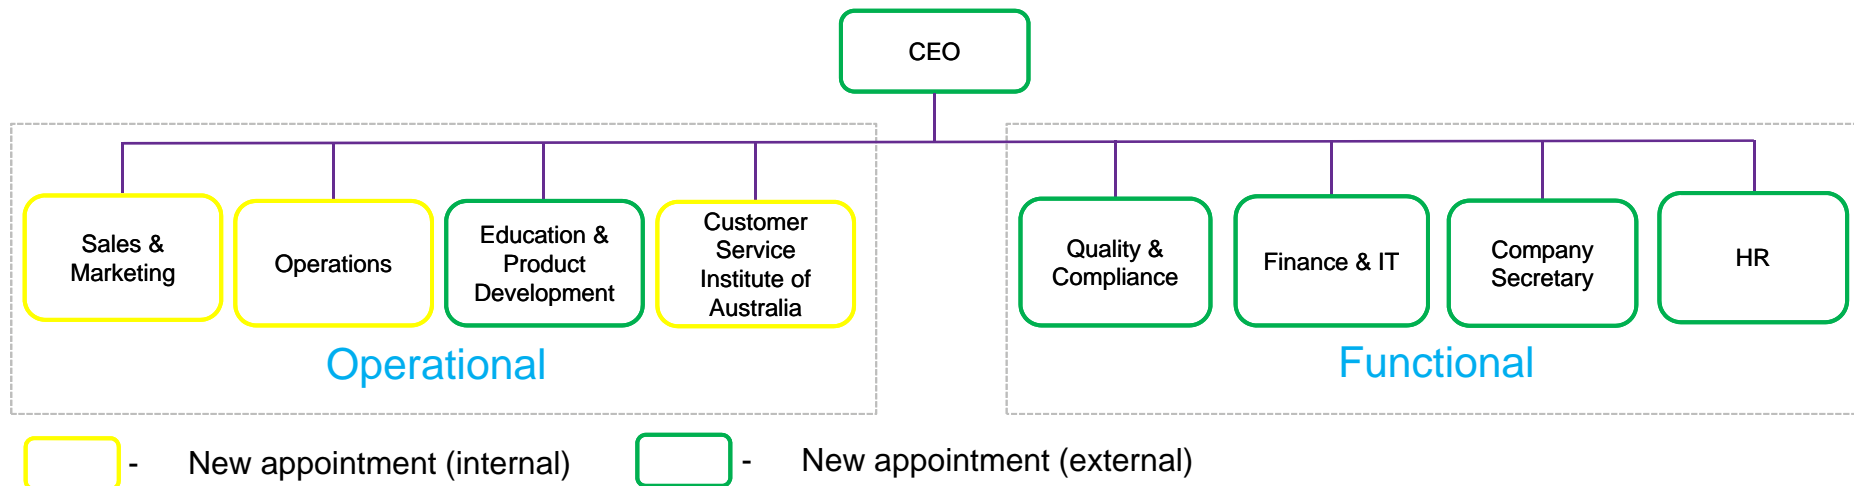 CEO
Sales &
Marketing
Operations
Education &
Product
Development
Customer
Service
Institute of
Australia
Quality &
Compliance
Finance & IT
Company
Secretary
HR
Operational
Functional
- New appointment (internal)
- New appointment (external)